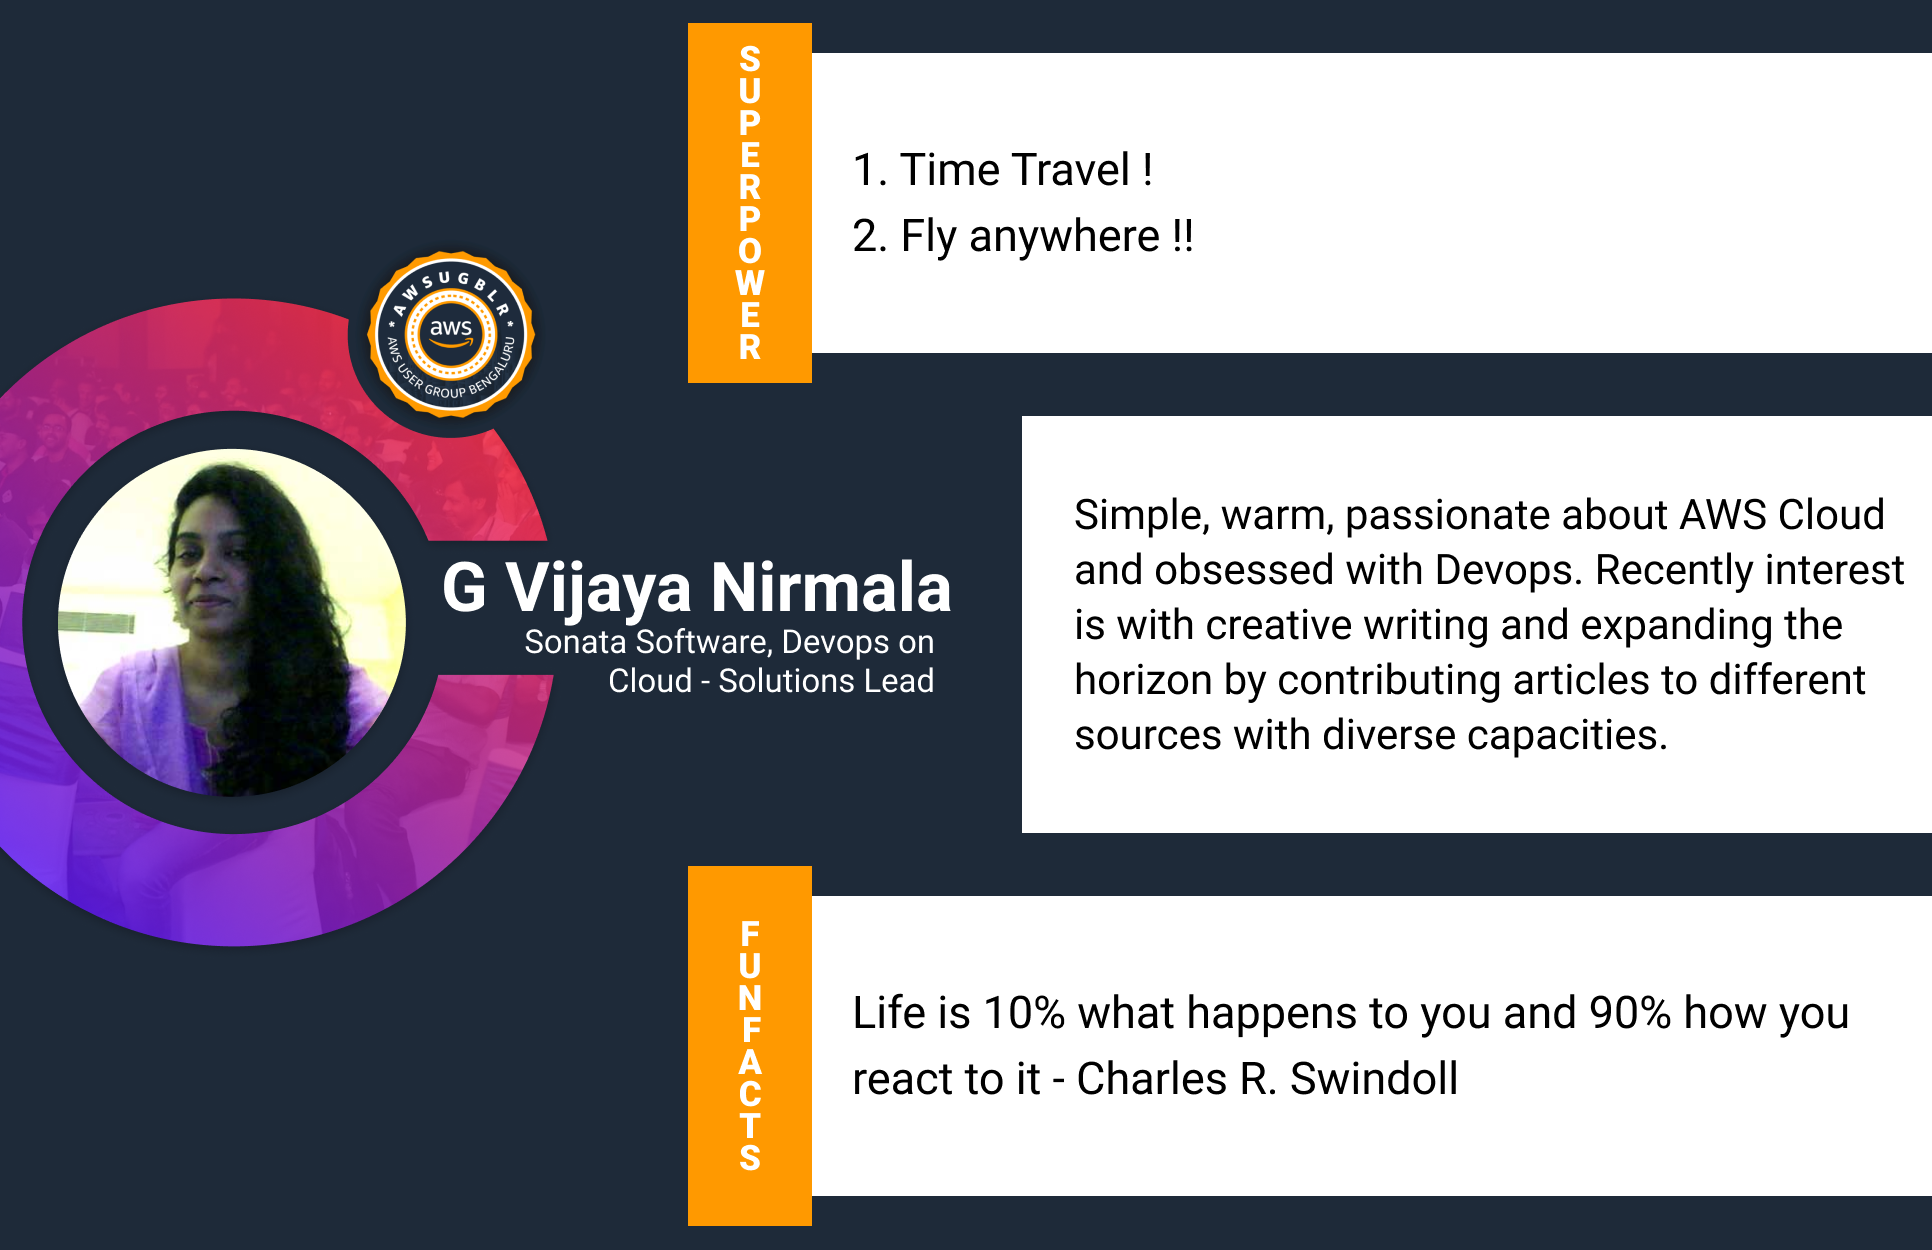 SUPERPOWER
1. Time Travel !
2. Fly anywhere !!
* AWSUGBLR *
aws
AWS USER GROUP BENGALURU
G Vijaya Nirmala
Sonata Software, Devops on
Cloud - Solutions Lead
Simple, warm, passionate about AWS Cloud
and obsessed with Devops. Recently interest
is with creative writing and expanding the
horizon by contributing articles to different
sources with diverse capacities.
FUNFACTS
Life is 10% what happens to you and 90% how you
react to it - Charles R. Swindoll